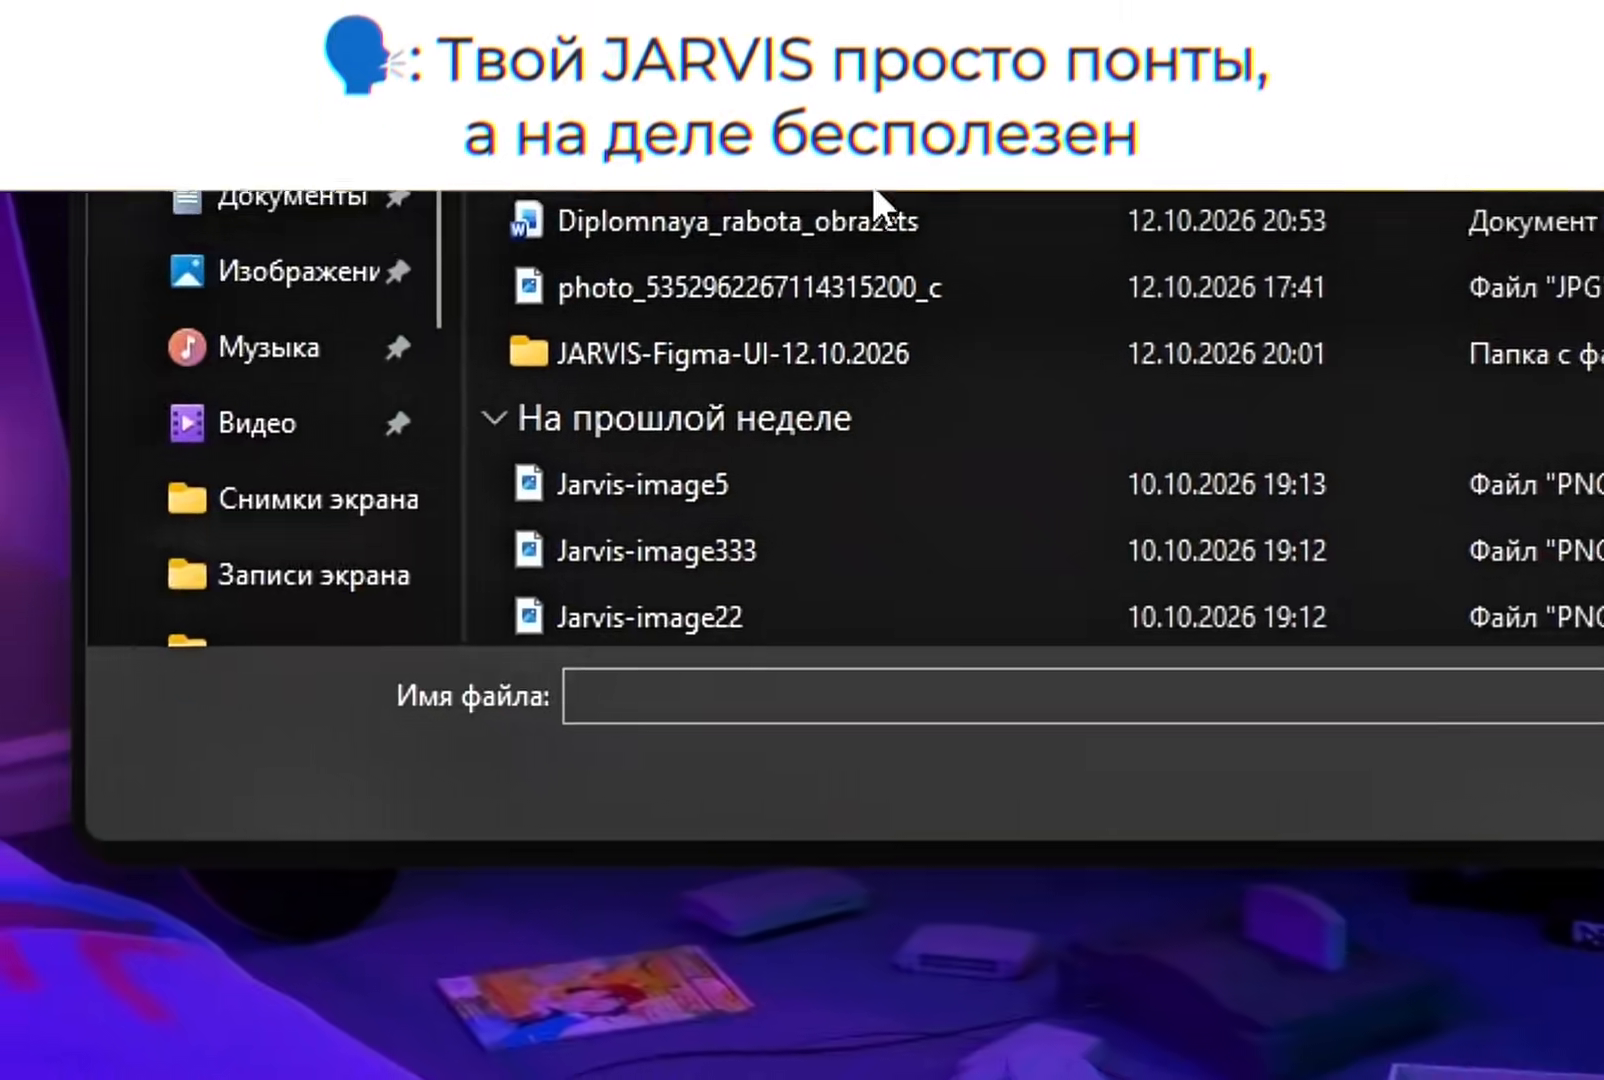 : Твой JARVIS просто понты,
а на деле бесполезен
Документы
Diplomnaya_rabota_obrazets 12.10.2026 20:53 Документ
Изображени
photo_5352962267114315200_c 12.10.2026 17:41 Файл "JPG
Музыка
JARVIS-Figma-UI-12.10.2026 12.10.2026 20:01 Папка с фа
Видео
На прошлой неделе
Снимки экрана
Jarvis-image5 10.10.2026 19:13 Файл "PNG
Записи экрана
Jarvis-image333 10.10.2026 19:12 Файл "PNG
Jarvis-image22 10.10.2026 19:12 Файл "PNG
Имя файла: